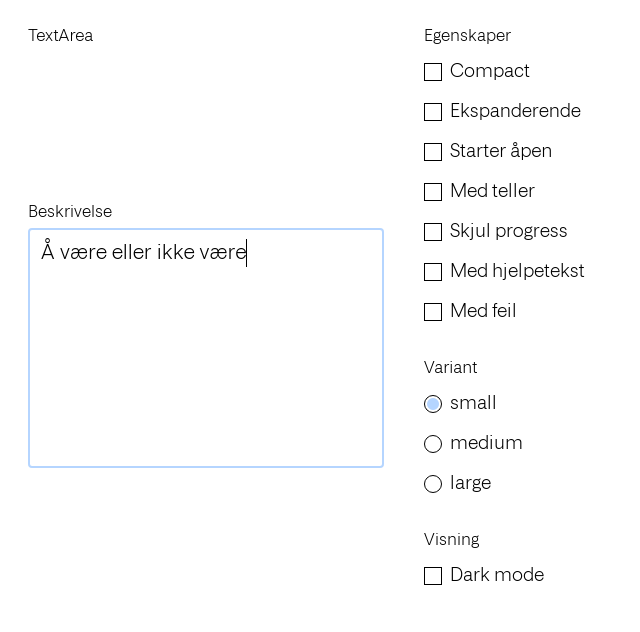 TextArea
Beskrivelse
Å være eller ikke være
Egenskaper
Compact
Ekspanderende
Starter åpen
Med teller
Skjul progress
Med hjelpetekst
Med feil
Variant
small
medium
large
Visning
Dark mode